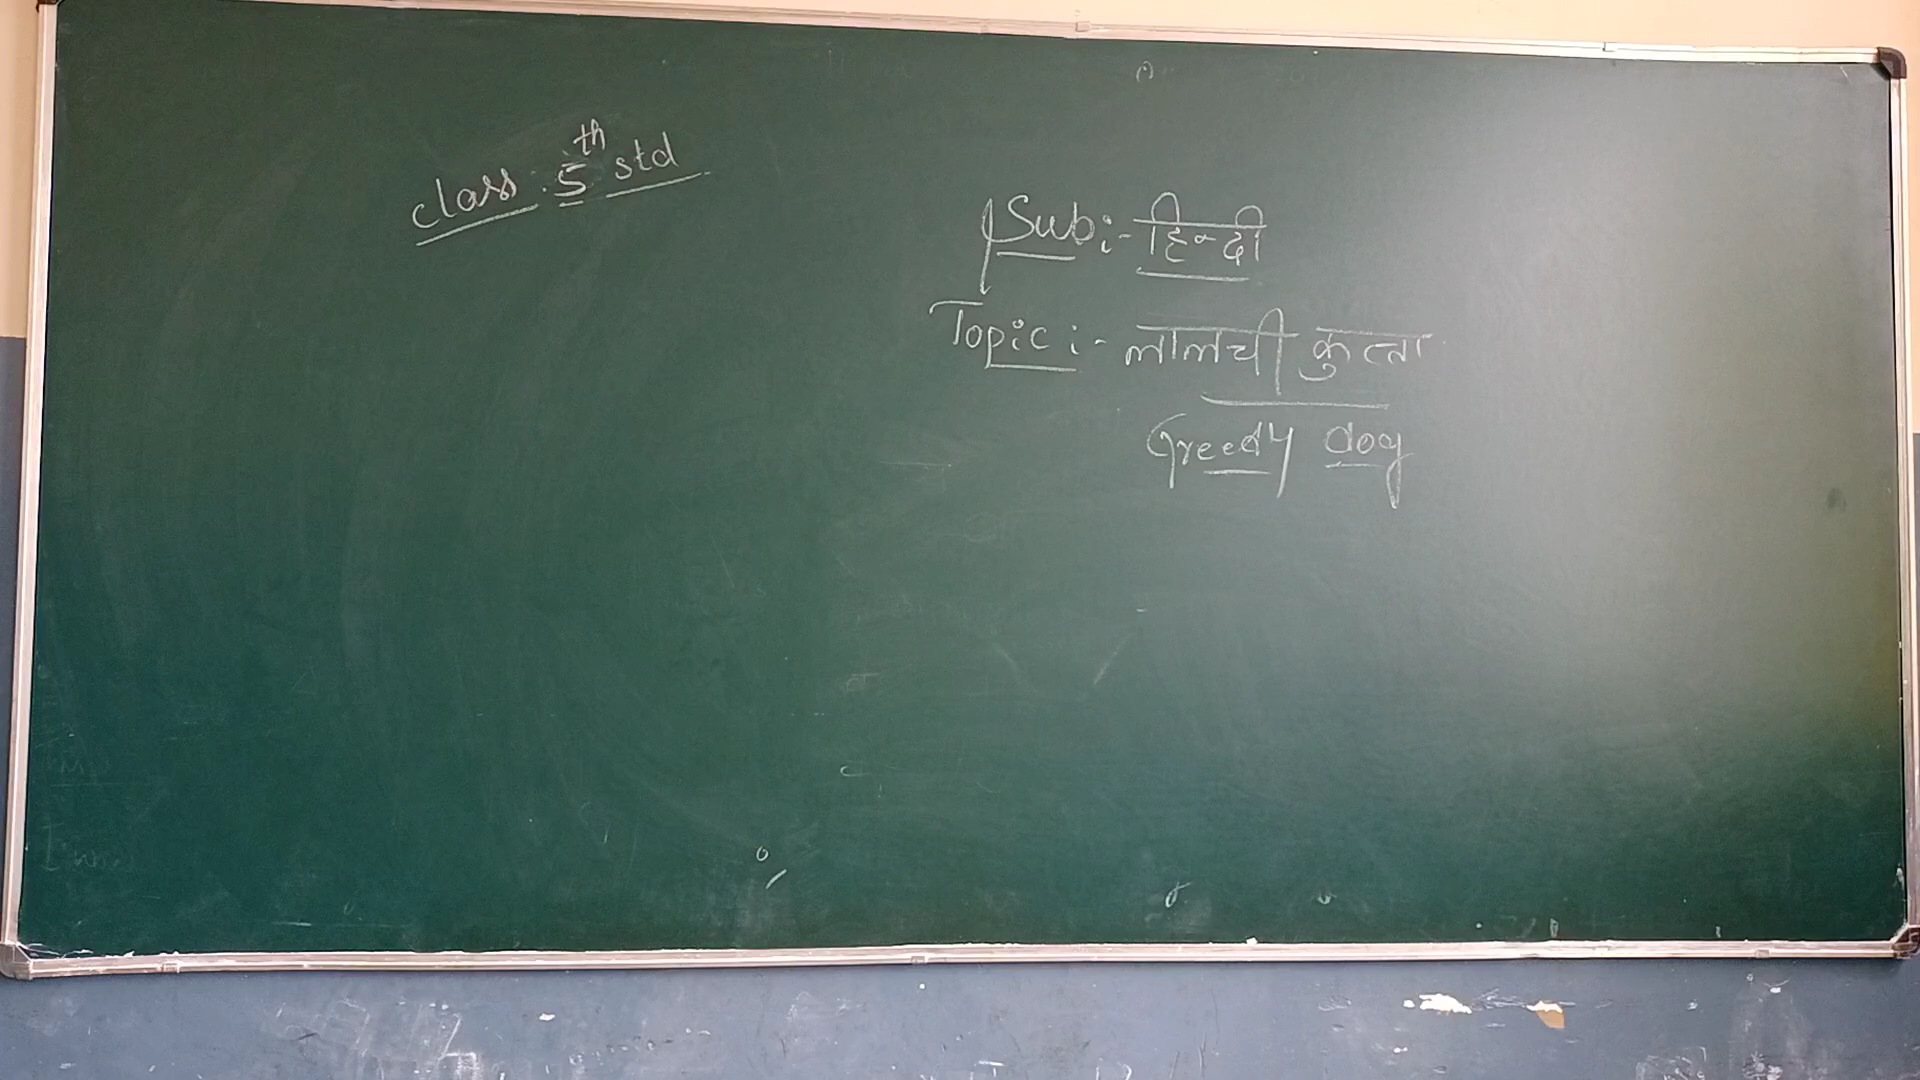 class . 5th std
Sub :- हिन्दी
Topic :- लालची कुत्ता
Greedy dog